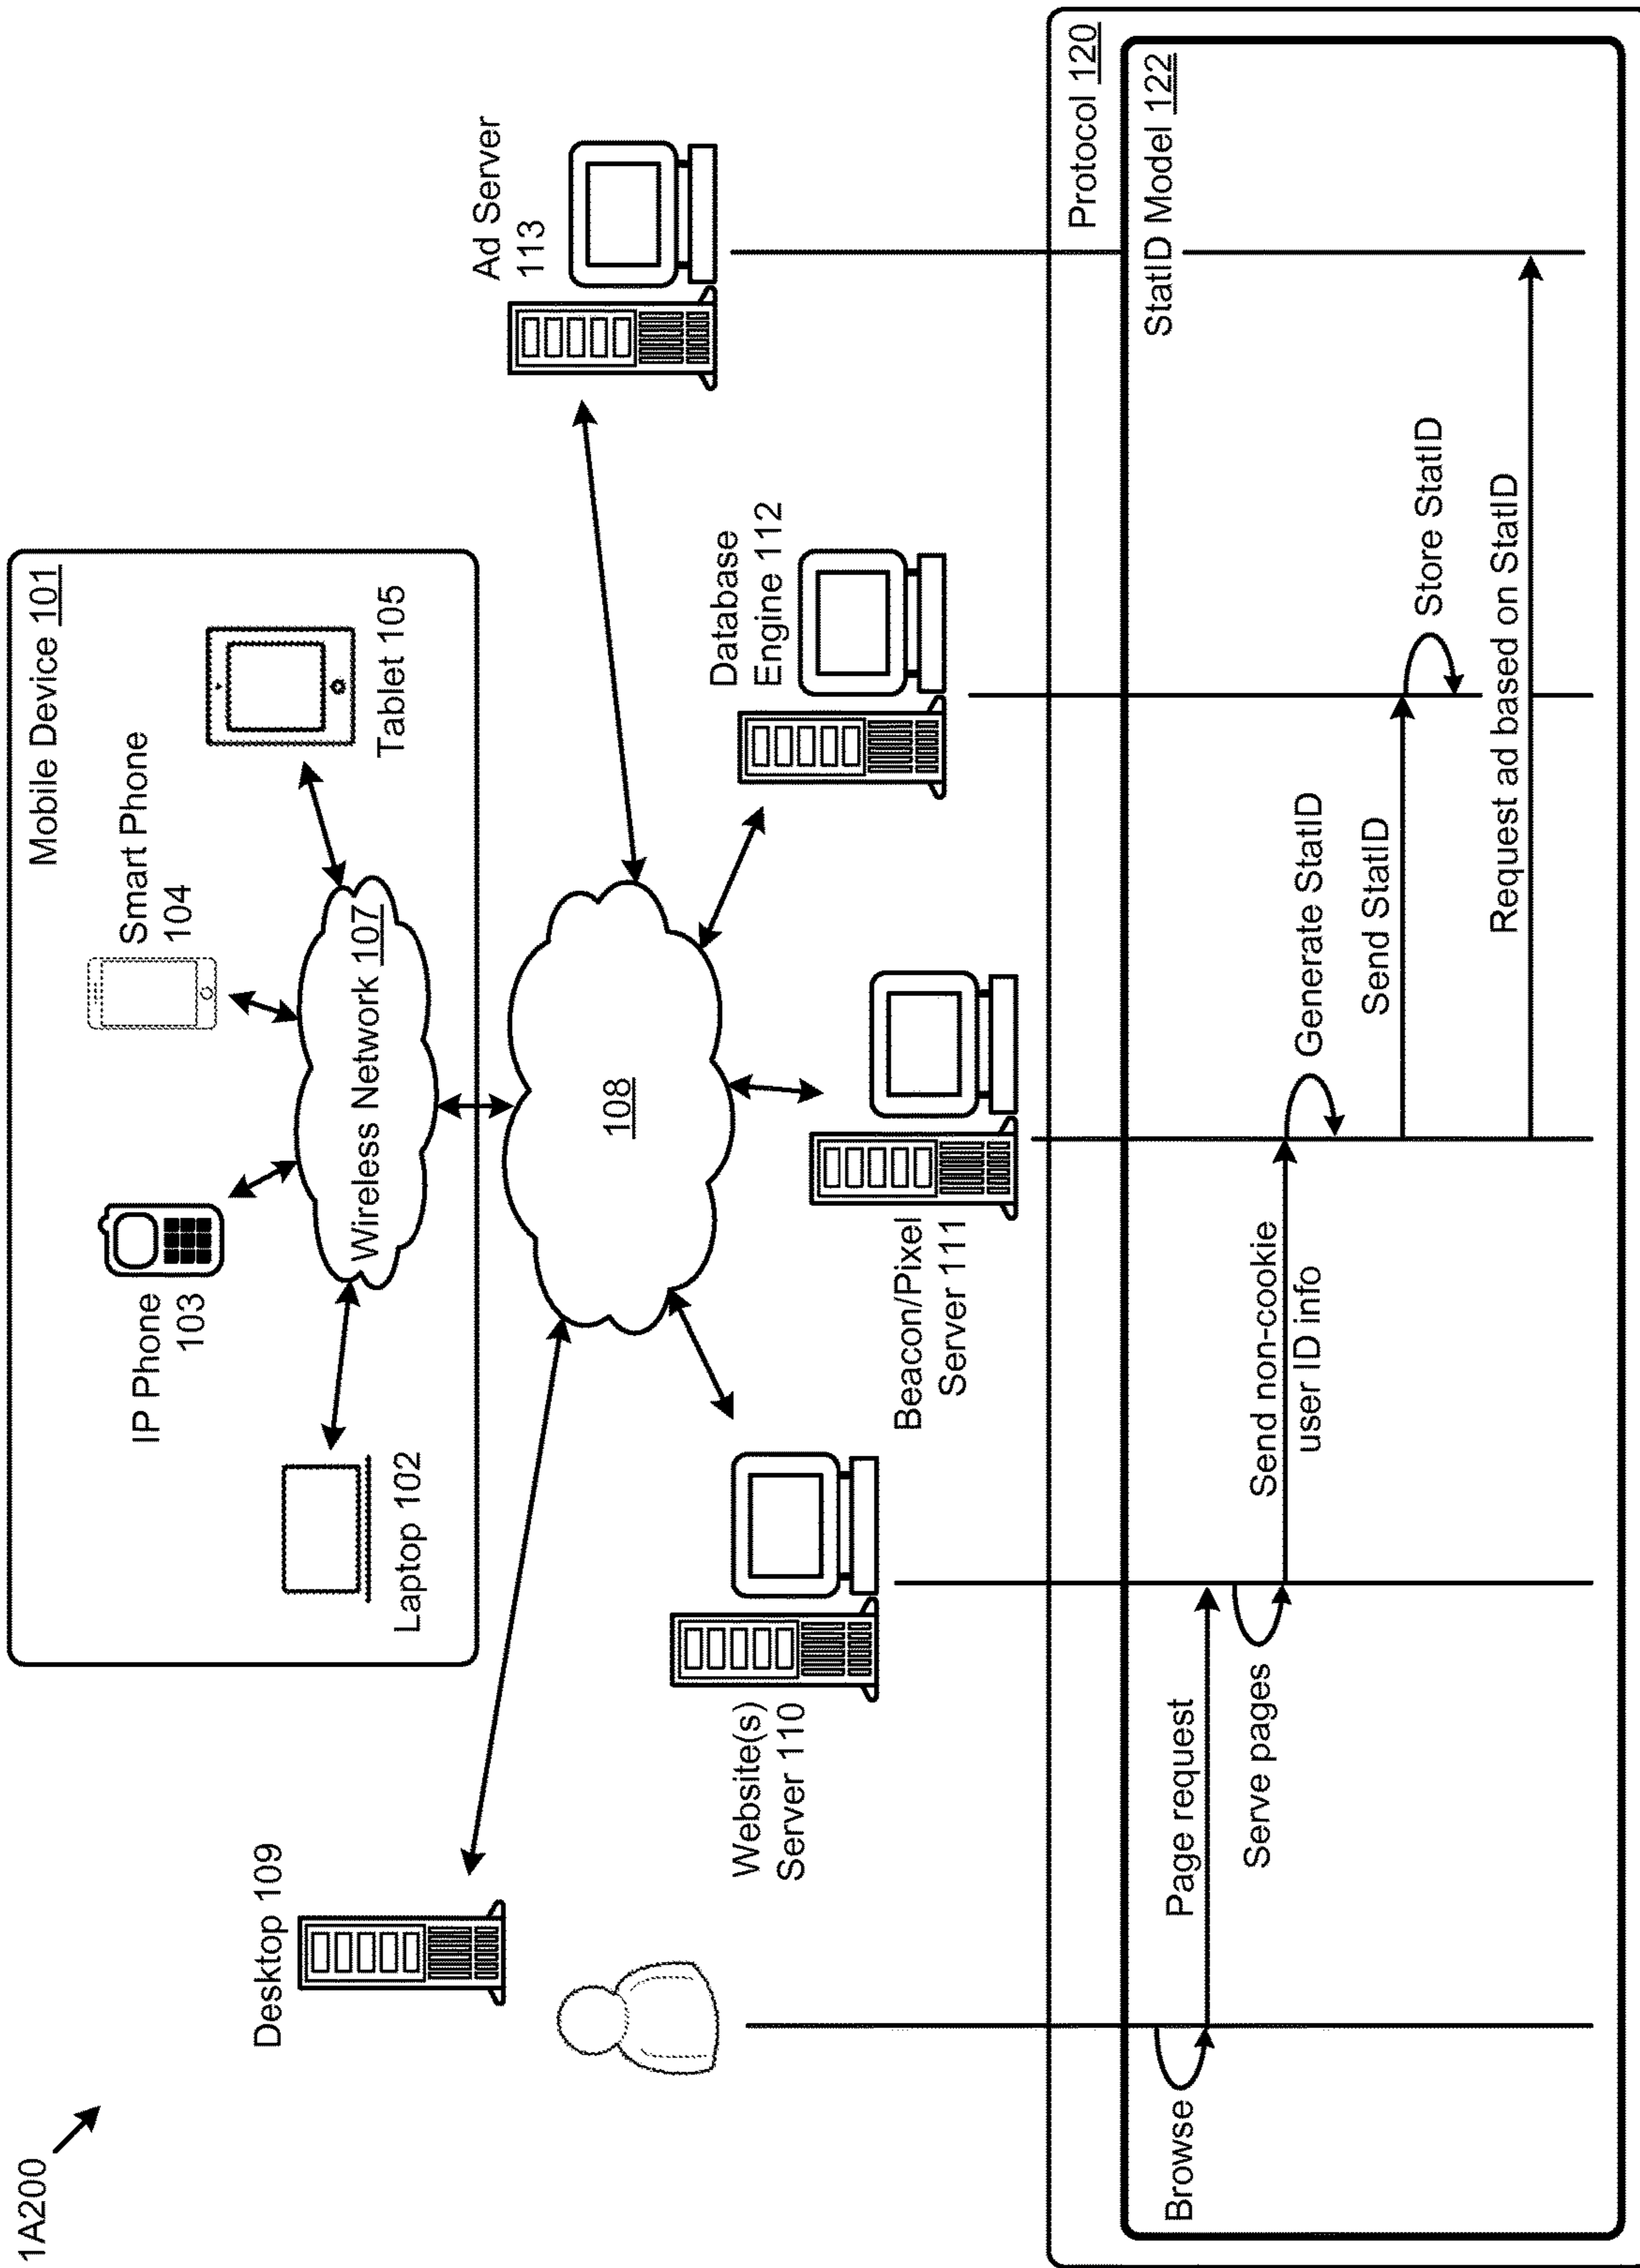 1A200
Mobile Device 101
IP Phone
103
Smart Phone
104
Laptop 102
Tablet 105
Wireless Network 107
Desktop 109
108
Ad Server
113
Website(s)
Server 110
Beacon/Pixel
Server 111
Database
Engine 112
Protocol 120
StatID Model 122
Browse
Page request
Serve pages
Send non-cookie
user ID info
Generate StatID
Send StatID
Store StatID
Request ad based on StatID